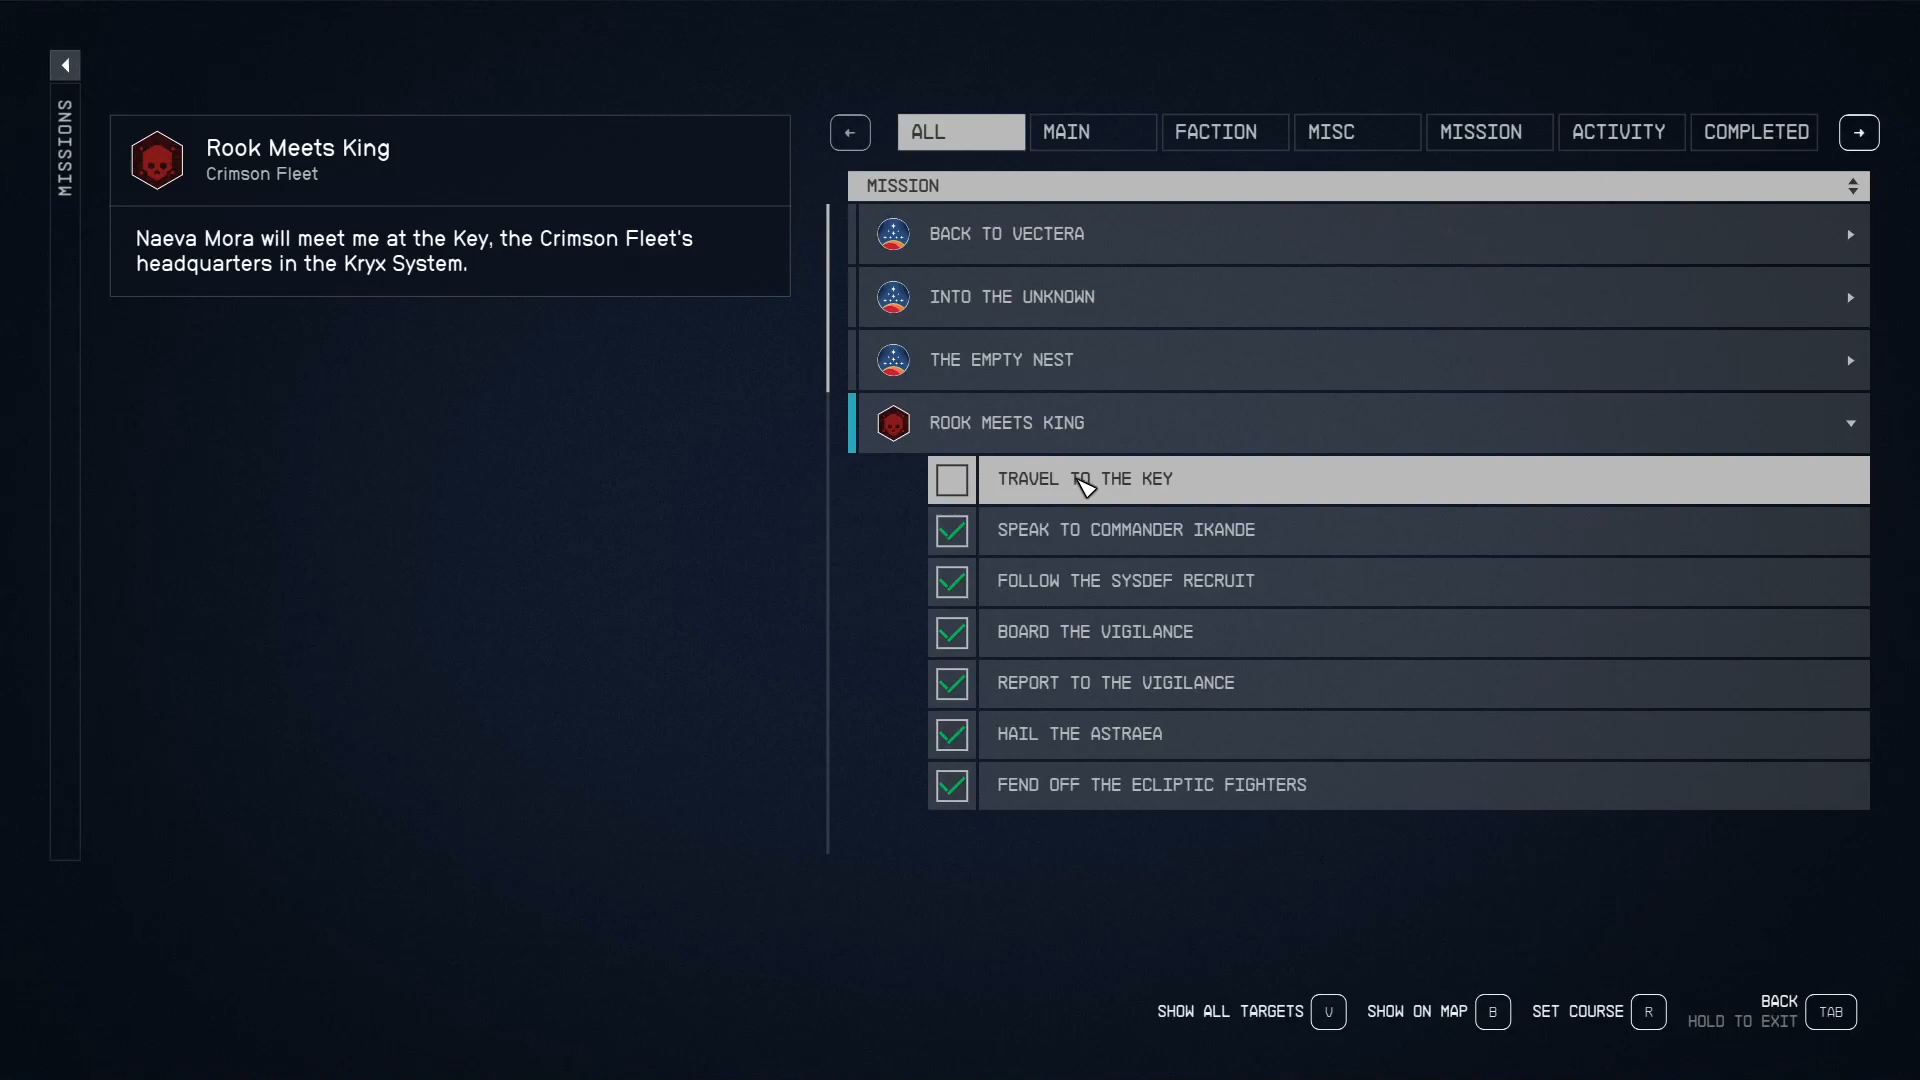 MISSIONS
Rook Meets King
Crimson Fleet
Naeva Mora will meet me at the Key, the Crimson Fleet's
headquarters in the Kryx System.
ALL MAIN FACTION MISC MISSION ACTIVITY COMPLETED
MISSION
BACK TO VECTERA
INTO THE UNKNOWN
THE EMPTY NEST
ROOK MEETS KING
TRAVEL TO THE KEY
SPEAK TO COMMANDER IKANDE
FOLLOW THE SYSDEF RECRUIT
BOARD THE VIGILANCE
REPORT TO THE VIGILANCE
HAIL THE ASTRAEA
FEND OFF THE ECLIPTIC FIGHTERS
SHOW ALL TARGETS V SHOW ON MAP B SET COURSE R BACK TAB
HOLD TO EXIT